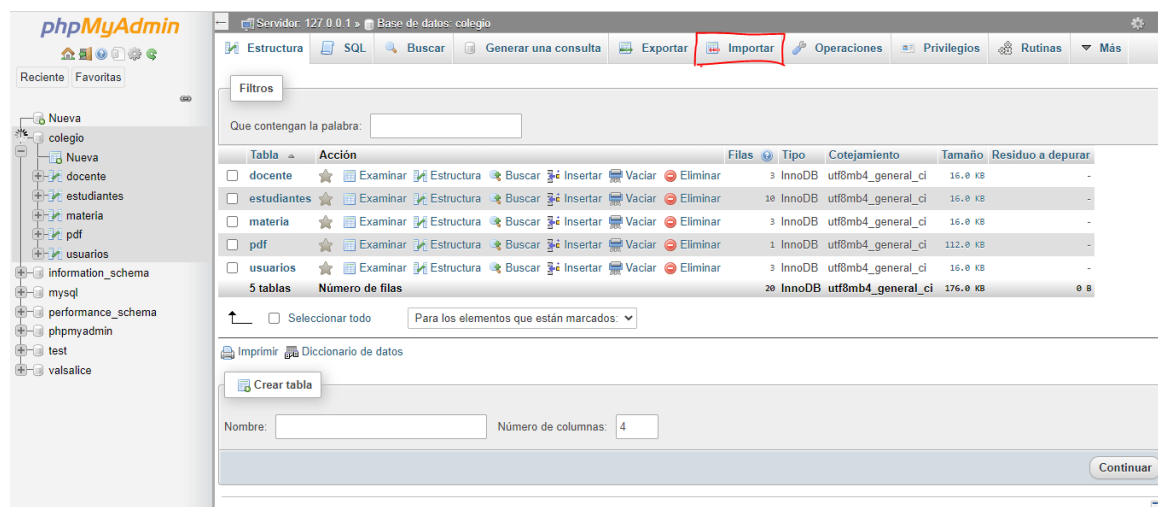 phpMyAdmin
Reciente Favoritas
Nueva
colegio
Nueva
docente
estudiantes
materia
pdf
usuarios
information_schema
mysql
performance_schema
phpmyadmin
test
valsalice
Servidor: 127.0.0.1 » Base de datos: colegio
Estructura SQL Buscar Generar una consulta Exportar Importar Operaciones Privilegios Rutinas Más
Filtros
Que contengan la palabra:
Tabla Acción Filas Tipo Cotejamiento Tamaño Residuo a depurar
docente Examinar Estructura Buscar Insertar Vaciar Eliminar 3 InnoDB utf8mb4_general_ci 16.0 KB -
estudiantes Examinar Estructura Buscar Insertar Vaciar Eliminar 10 InnoDB utf8mb4_general_ci 16.0 KB -
materia Examinar Estructura Buscar Insertar Vaciar Eliminar 3 InnoDB utf8mb4_general_ci 16.0 KB -
pdf Examinar Estructura Buscar Insertar Vaciar Eliminar 1 InnoDB utf8mb4_general_ci 112.0 KB -
usuarios Examinar Estructura Buscar Insertar Vaciar Eliminar 3 InnoDB utf8mb4_general_ci 16.0 KB -
5 tablas Número de filas 20 InnoDB utf8mb4_general_ci 176.0 KB 0 B
Seleccionar todo Para los elementos que están marcados:
Imprimir Diccionario de datos
Crear tabla
Nombre: Número de columnas: 4
Continuar